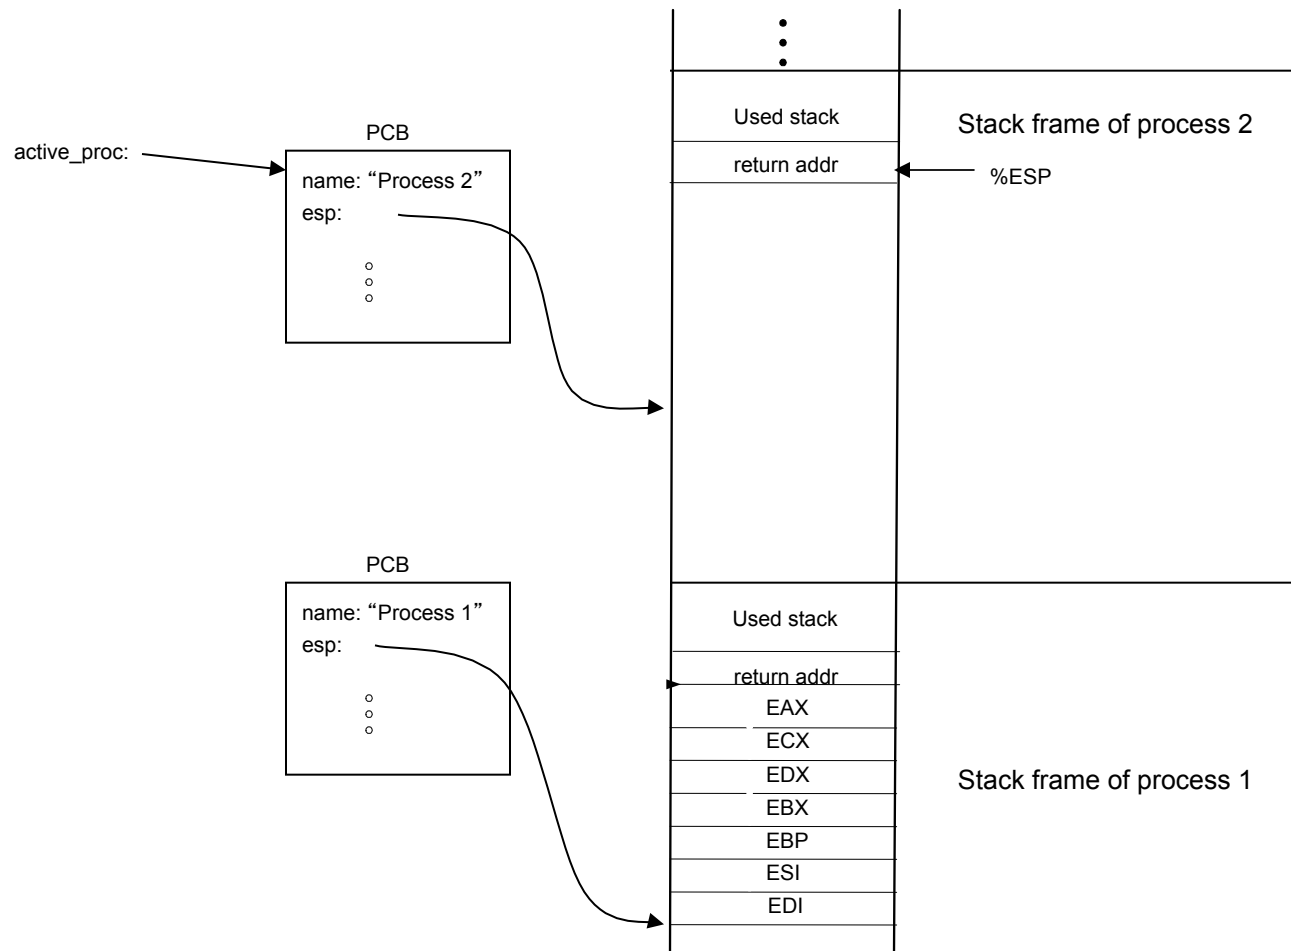 Used stack
Stack frame of process 2
PCB
active_proc:
return addr
name: “Process 2”
%ESP
esp:
PCB
name: “Process 1”
Used stack
esp:
return addr
EAX
ECX
EDX
Stack frame of process 1
EBX
EBP
ESI
EDI